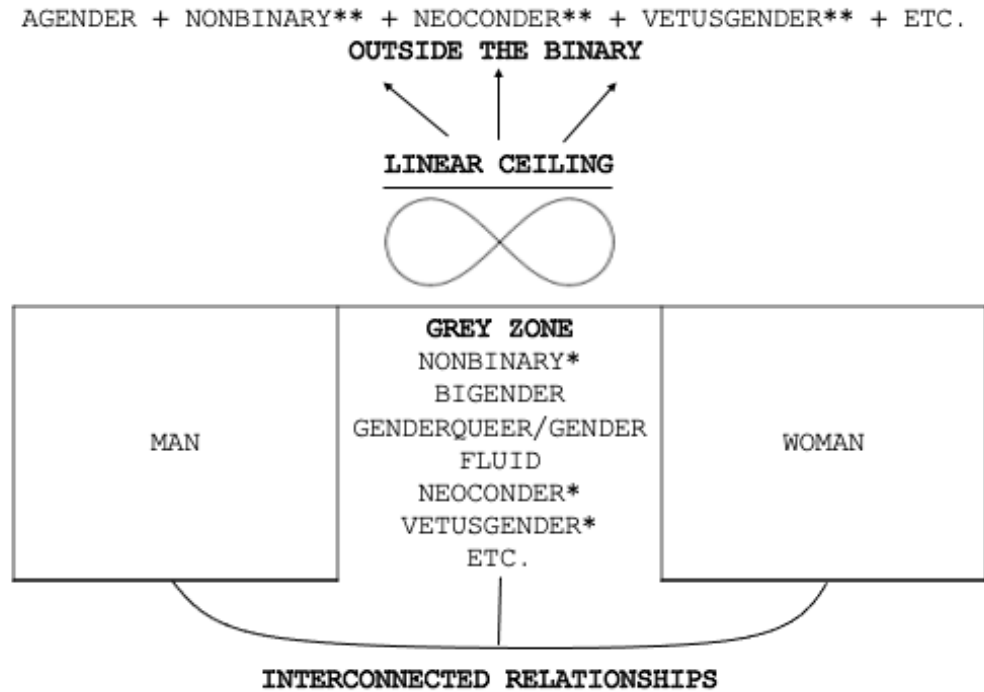 AGENDER + NONBINARY** + NEOCONDER** + VETUSGENDER** + ETC.
OUTSIDE THE BINARY
LINEAR CEILING
MAN
GREY ZONE
NONBINARY*
BIGENDER
GENDERQUEER/GENDER
FLUID
NEOCONDER*
VETUSGENDER*
ETC.
WOMAN
INTERCONNECTED RELATIONSHIPS